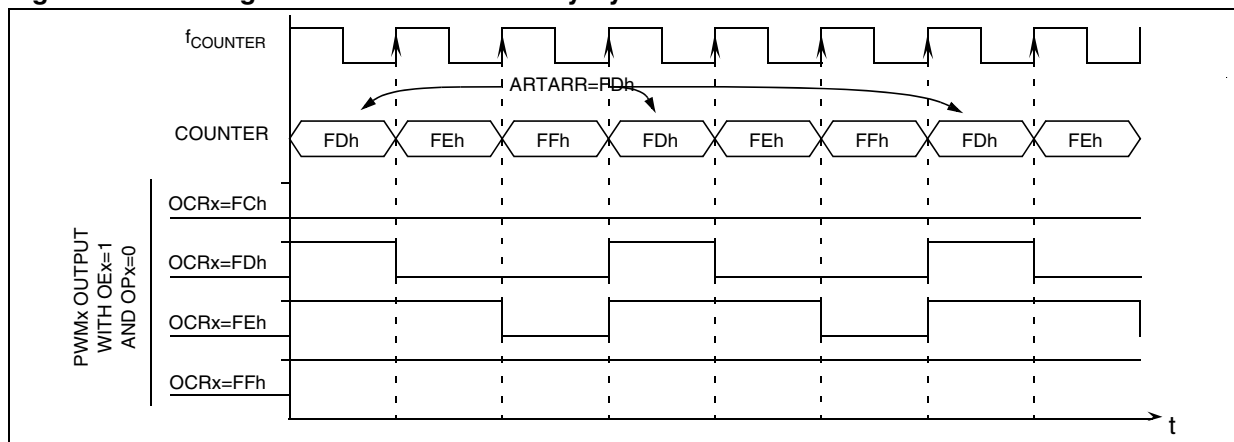 fCOUNTER
ARTARR=FDh
COUNTER
FDh FEh FFh FDh FEh FFh FDh FEh
PWMx OUTPUT
WITH OEx=1
AND OPx=0
OCRx=FCh
OCRx=FDh
OCRx=FEh
OCRx=FFh
t